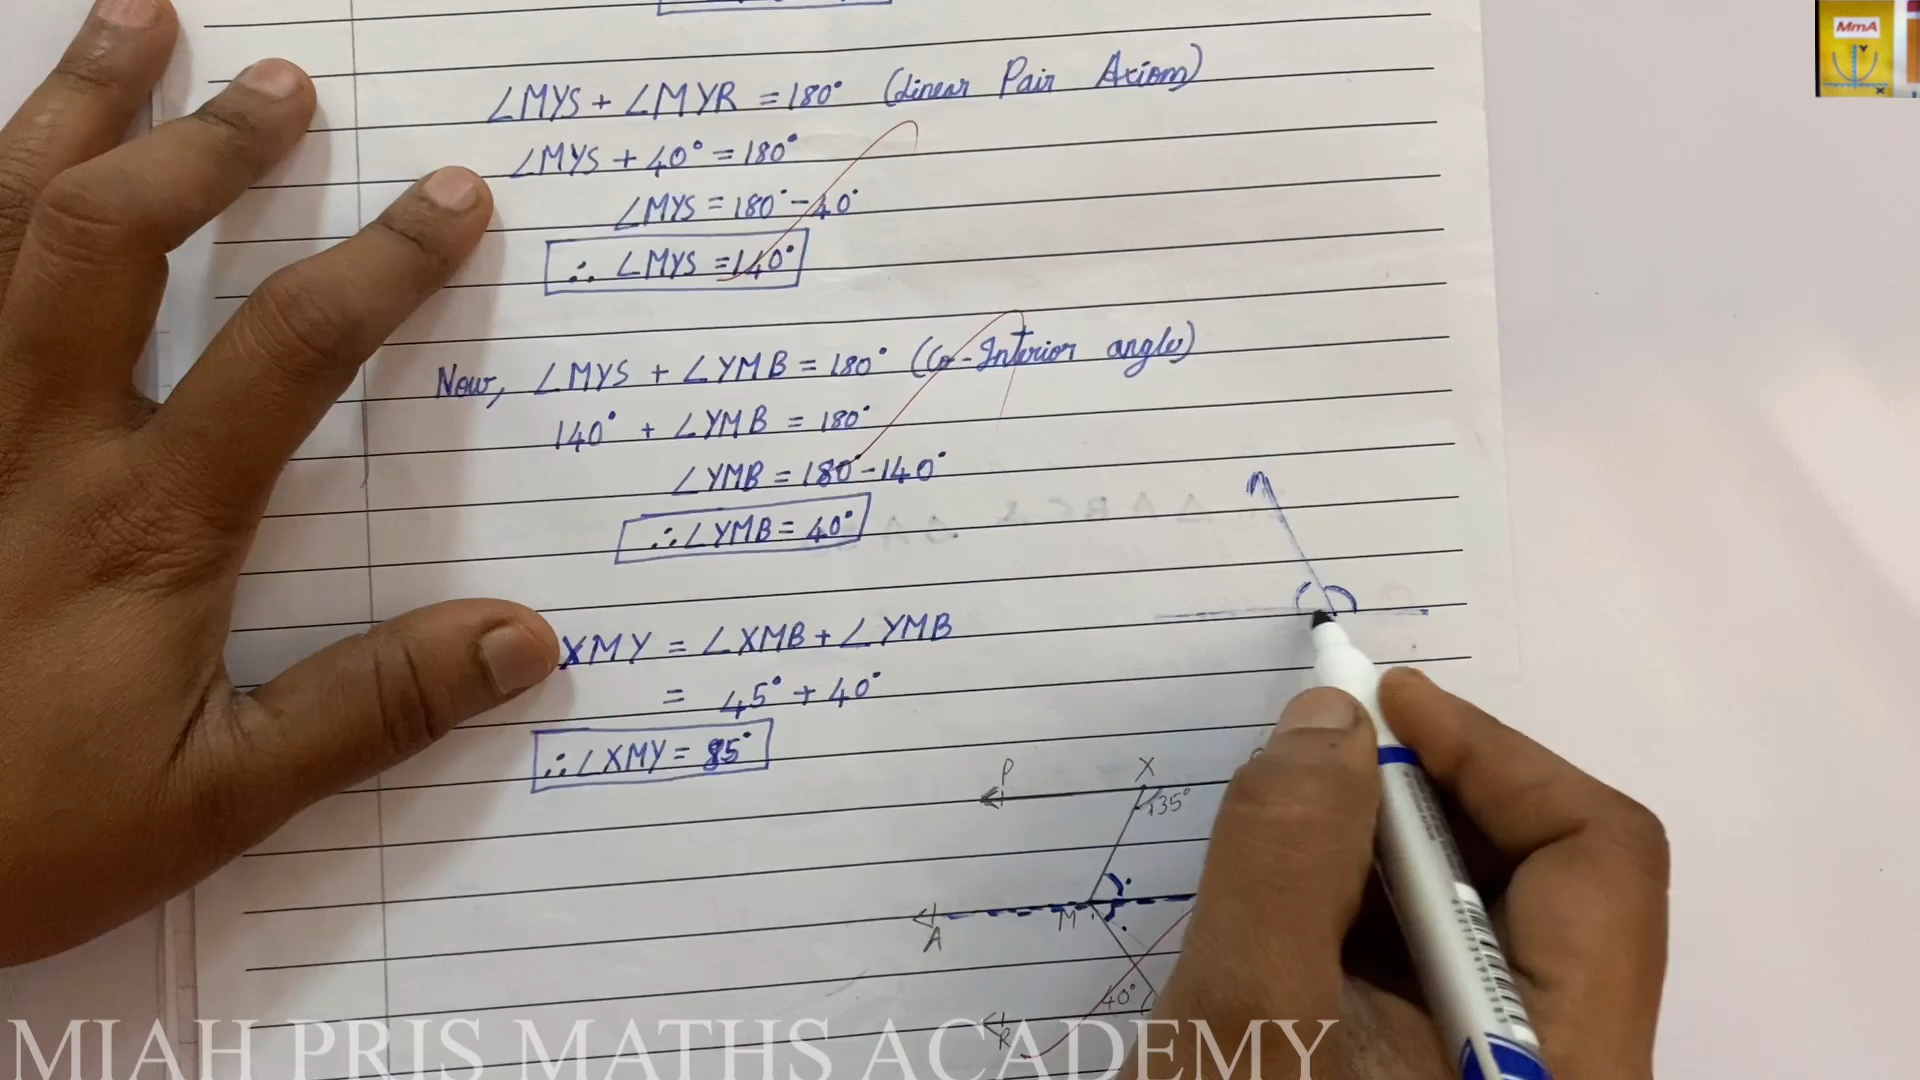 MmA
Y
X
∠MYS + ∠MYR = 180° (Linear Pair Axiom)
∠MYS + 40° = 180°
∠MYS = 180° - 40°
∴ ∠MYS = 140°
Now, ∠MYS + ∠YMB = 180° (Co-Interior angle)
140° + ∠YMB = 180°
∠YMB = 180° - 140°
∴ ∠YMB = 40°
XMY = ∠XMB + ∠YMB
= 45° + 40°
∴ ∠XMY = 85°
P X
135°
M
A
40°
R
MIAH PRIS MATHS ACADEMY